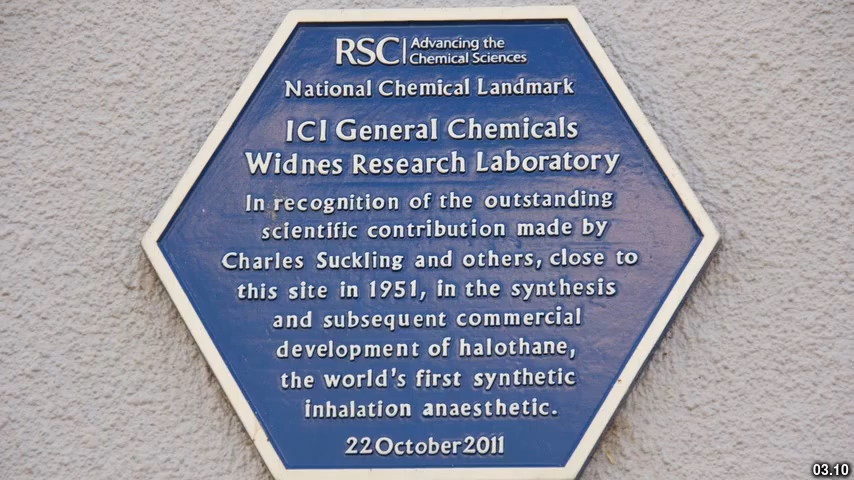 RSC Advancing the
Chemical Sciences
National Chemical Landmark
ICI General Chemicals
Widnes Research Laboratory
In recognition of the outstanding
scientific contribution made by
Charles Suckling and others, close to
this site in 1951, in the synthesis
and subsequent commercial
development of halothane,
the world's first synthetic
inhalation anaesthetic.
22 October 2011
03.10